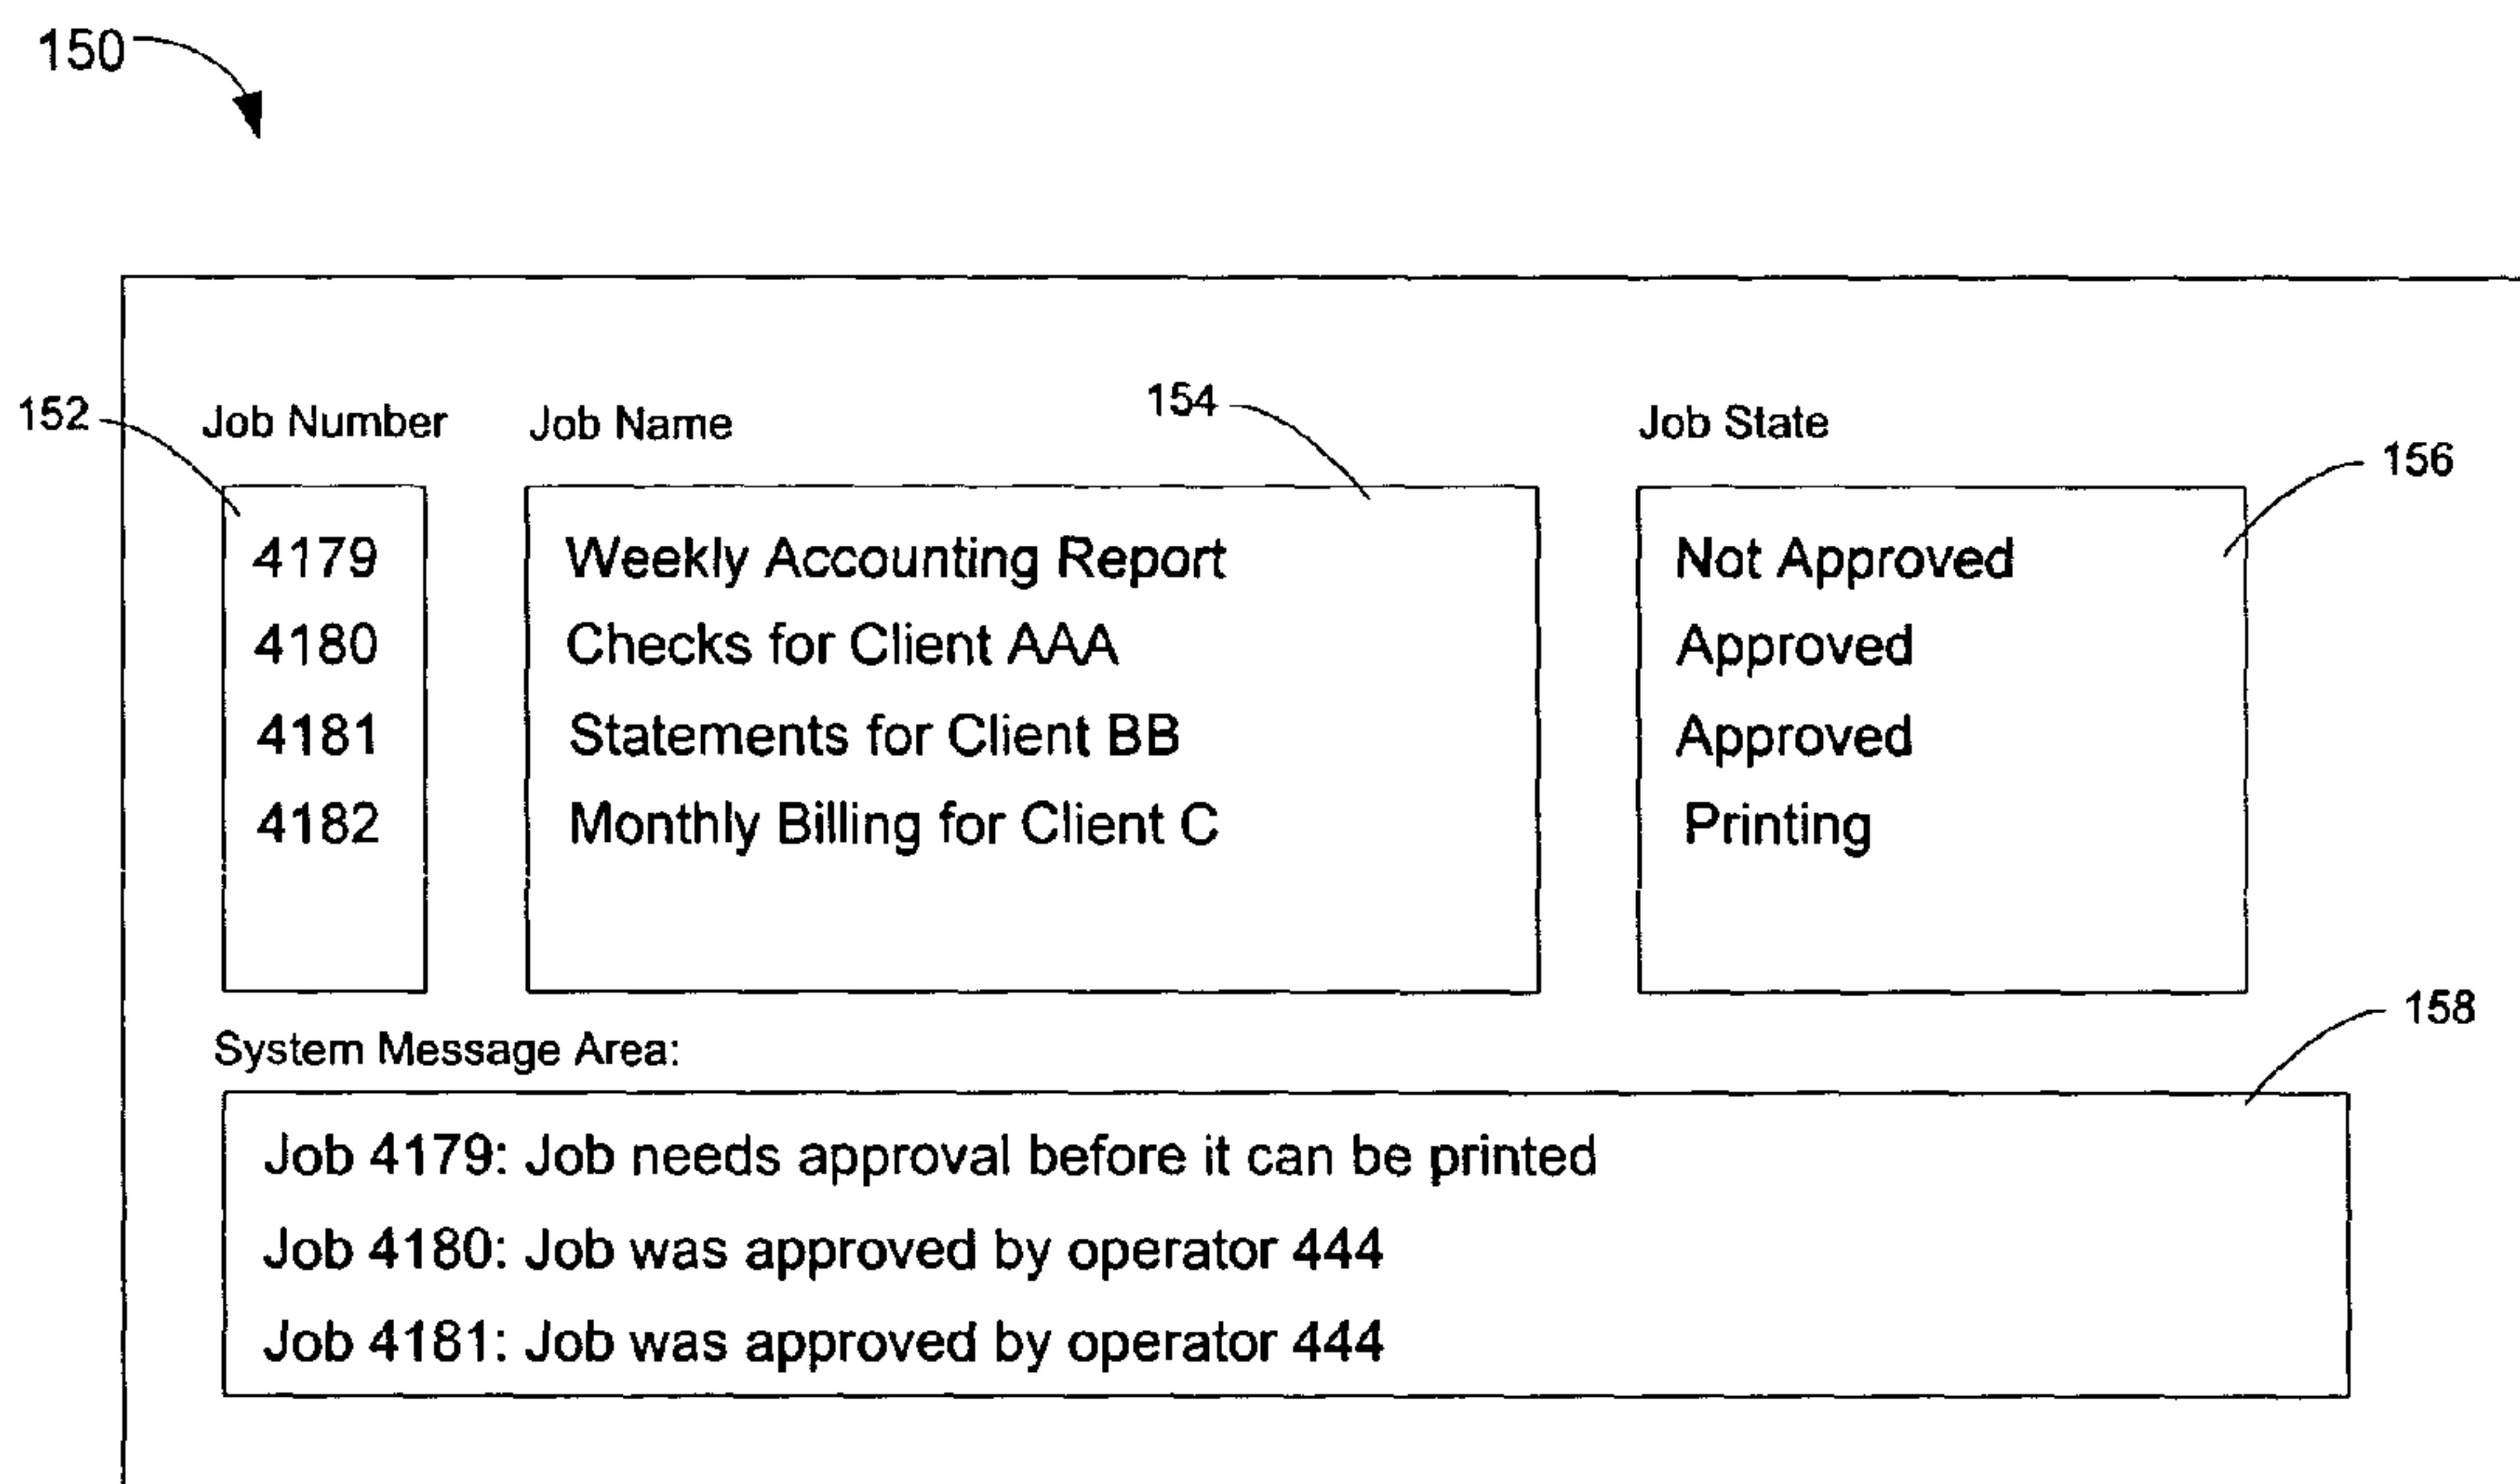 150
152 Job Number Job Name 154 Job State 156
4179 Weekly Accounting Report Not Approved
4180 Checks for Client AAA Approved
4181 Statements for Client BB Approved
4182 Monthly Billing for Client C Printing
158
System Message Area:
Job 4179: Job needs approval before it can be printed
Job 4180: Job was approved by operator 444
Job 4181: Job was approved by operator 444